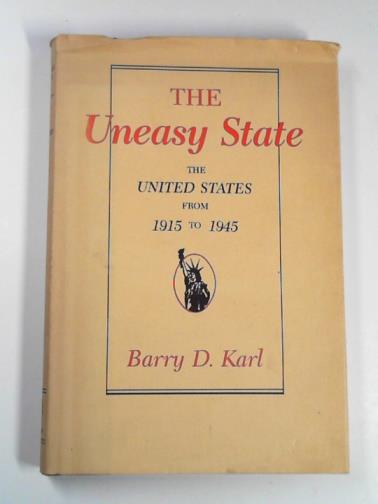 THE
Uneasy State
THE
UNITED STATES
FROM
1915 TO 1945
Barry D. Karl